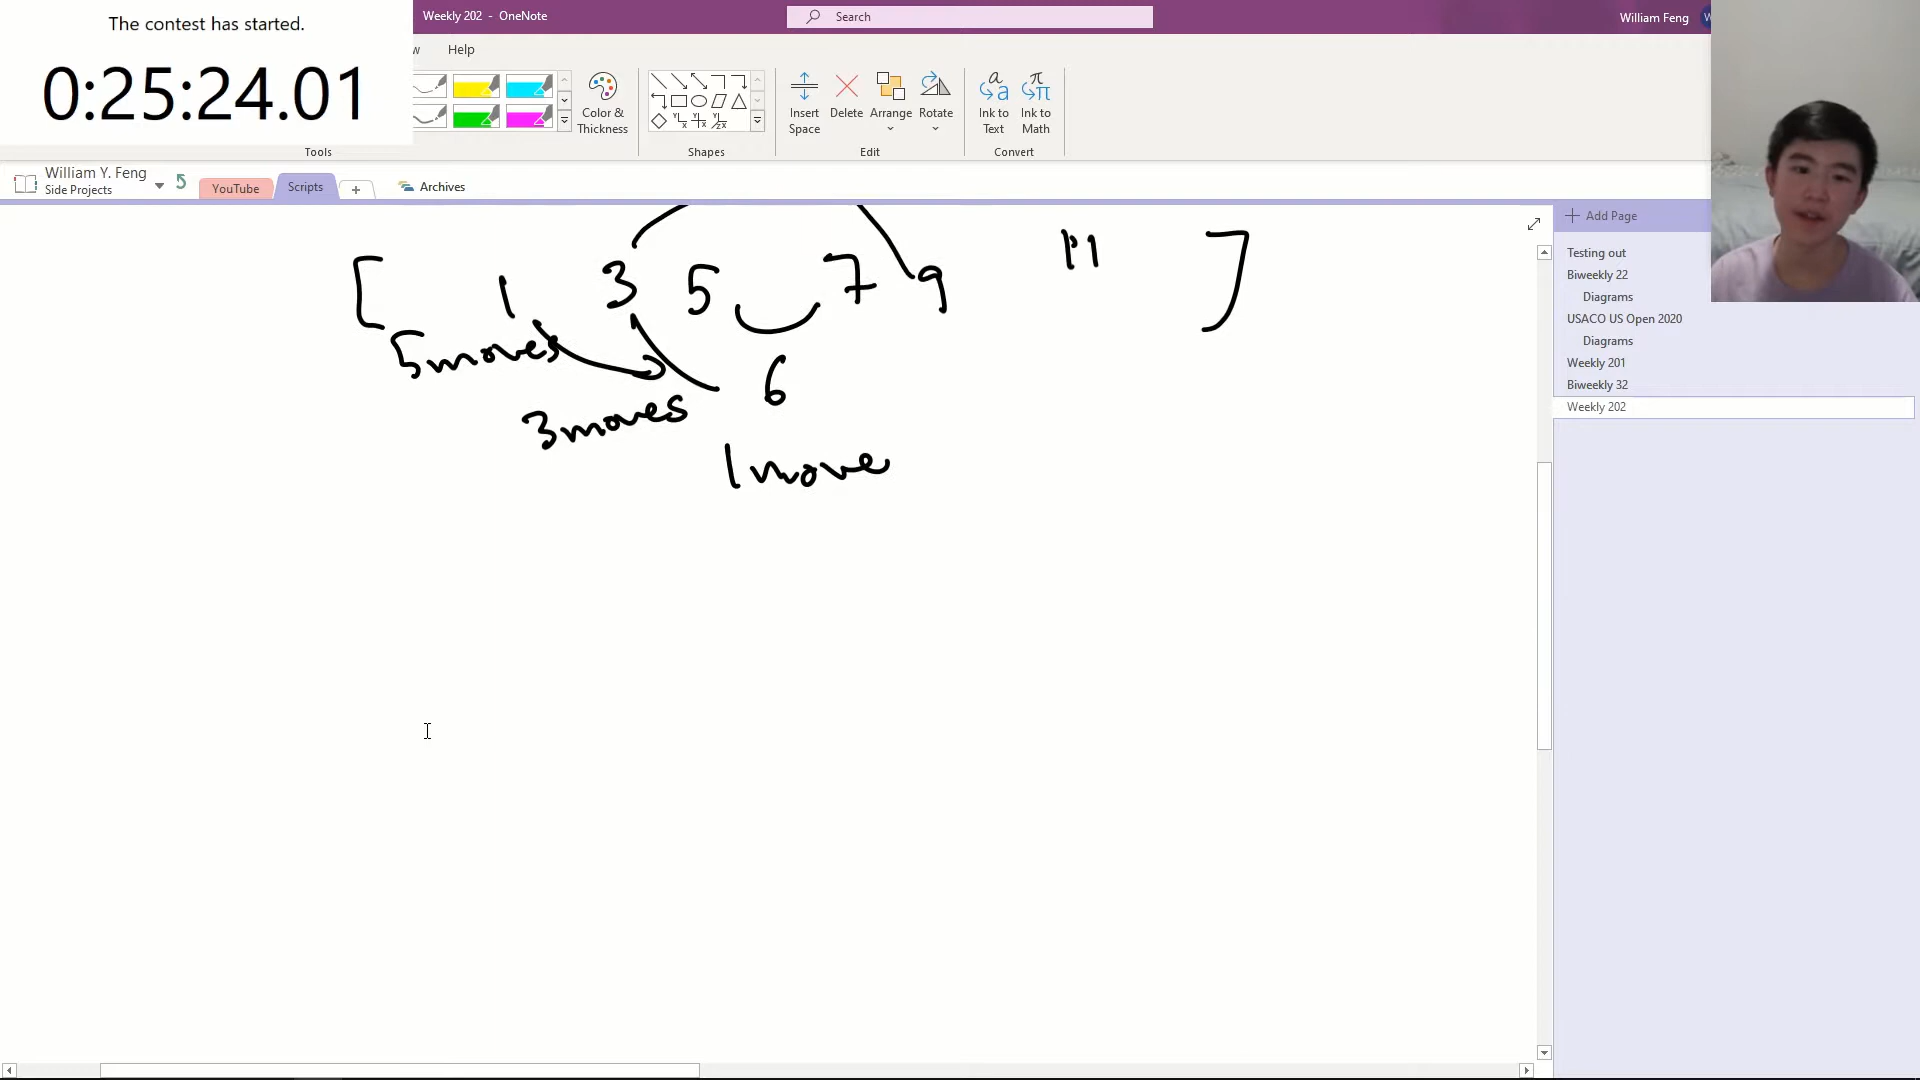 The contest has started.
0:25:24.01
Weekly 202 - OneNote
Search
William Feng
W
w
Help
Color &
Thickness
Insert
Space
Delete
Arrange
Rotate
Ink to
Text
Ink to
Math
Tools
Shapes
Edit
Convert
William Y. Feng
Side Projects
YouTube
Scripts
Archives
Add Page
Testing out
Biweekly 22
Diagrams
USACO US Open 2020
Diagrams
Weekly 201
Biweekly 32
Weekly 202
[ 1 3 5 7 9 11 ]
5 moves
6
3 moves
1 move